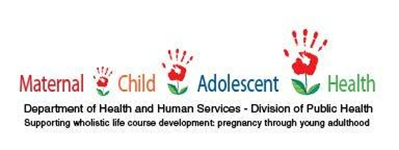 Maternal Child Adolescent Health
Department of Health and Human Services - Division of Public Health
Supporting wholistic life course development: pregnancy through young adulthood